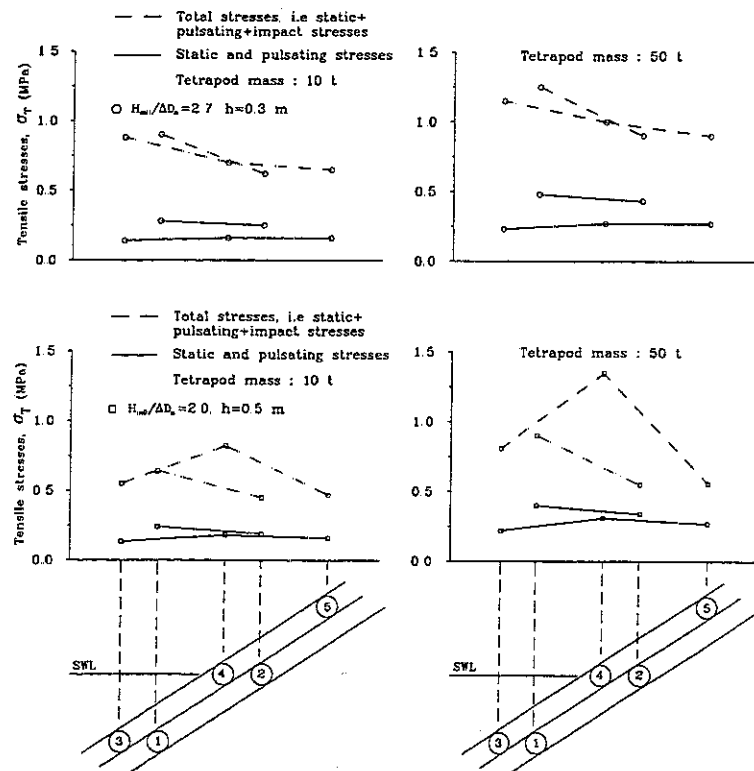 Total stresses, i.e static+
pulsating+impact stresses
Static and pulsating stresses
Tetrapod mass : 10 t
h=0.3 m
Tensile stresses, σT (MPa)
1.5
1.0
0.5
0.0
Tetrapod mass : 50 t
1.5
1.0
0.5
0.0
Total stresses, i.e static+
pulsating+impact stresses
Static and pulsating stresses
Tetrapod mass : 10 t
h=0.5 m
Tensile stresses, σT (MPa)
1.5
1.0
0.5
0.0
Tetrapod mass : 50 t
1.5
1.0
0.5
0.0
SWL
5
4
2
3
1
SWL
5
4
2
3
1